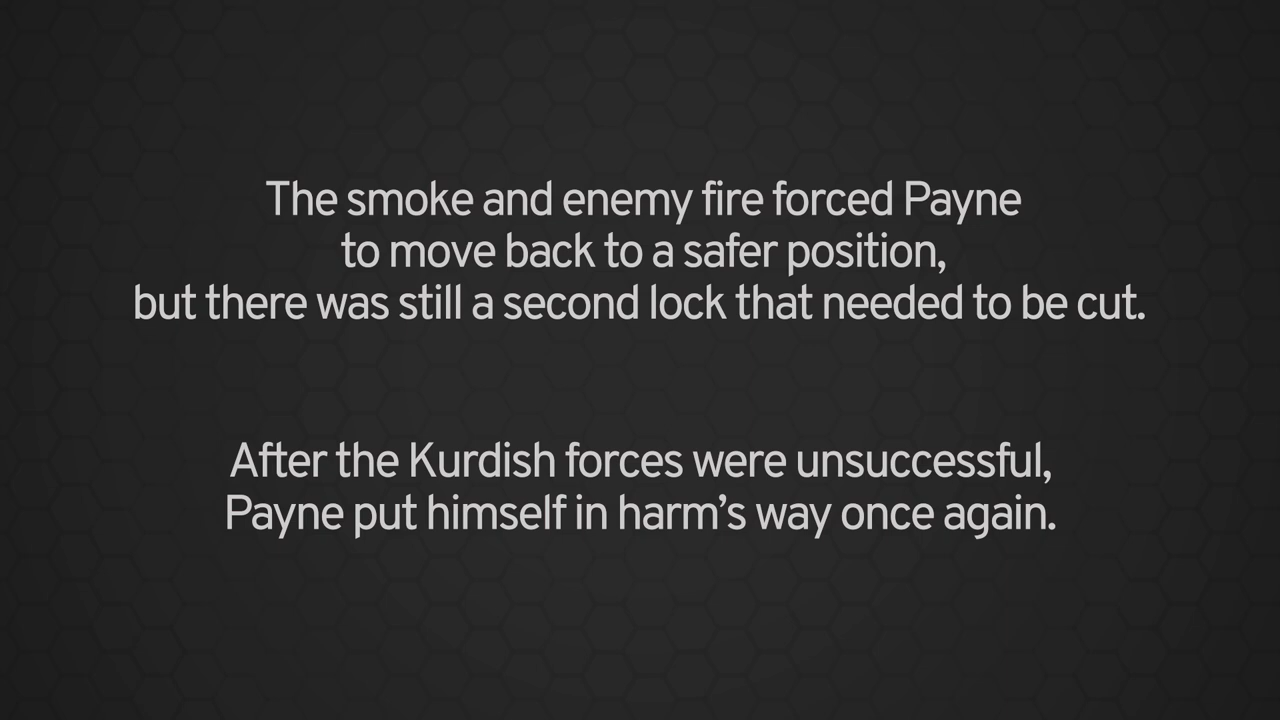 The smoke and enemy fire forced Payne
to move back to a safer position,
but there was still a second lock that needed to be cut.
After the Kurdish forces were unsuccessful,
Payne put himself in harm’s way once again.